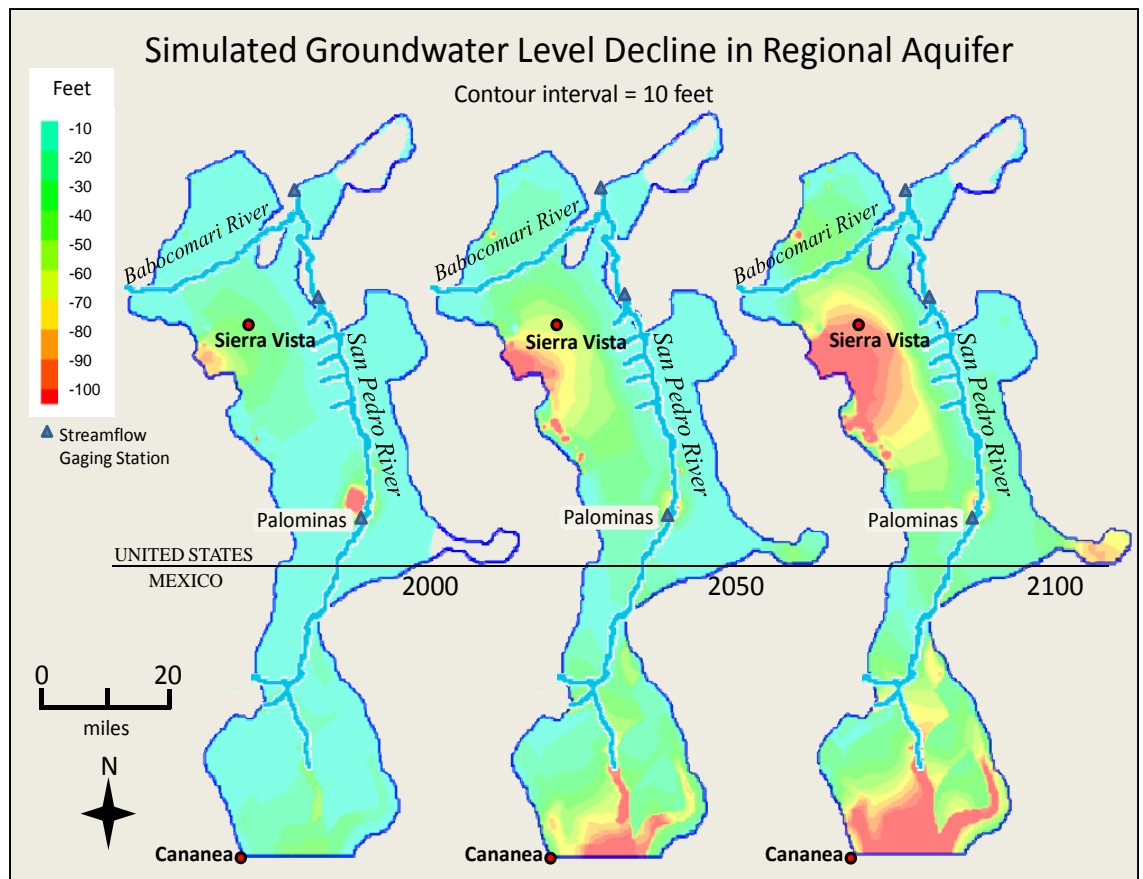 Simulated Groundwater Level Decline in Regional Aquifer
Contour interval = 10 feet
Feet
-10
-20
-30
-40
-50
-60
-70
-80
-90
-100
Streamflow
Gaging Station
Babocomari River
Sierra Vista
San Pedro River
Palominas
Babocomari River
Sierra Vista
San Pedro River
Palominas
Babocomari River
Sierra Vista
San Pedro River
Palominas
UNITED STATES
MEXICO
2000
2050
2100
0 20
miles
N
Cananea
Cananea
Cananea